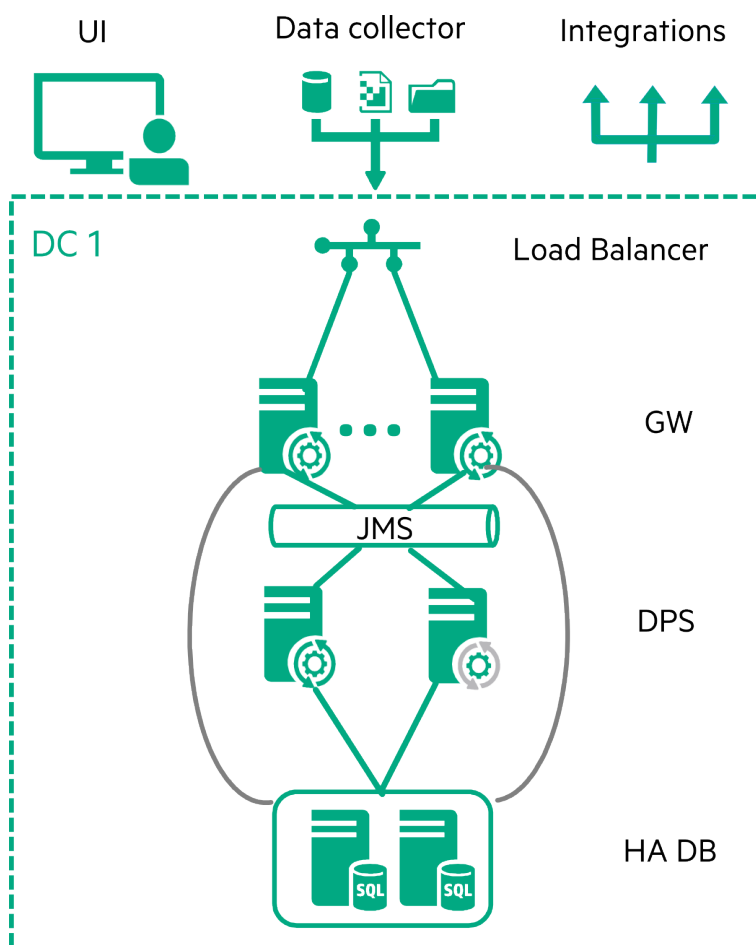 UI
Data collector
Integrations
DC 1
Load Balancer
GW
JMS
DPS
HA DB
SQL
SQL